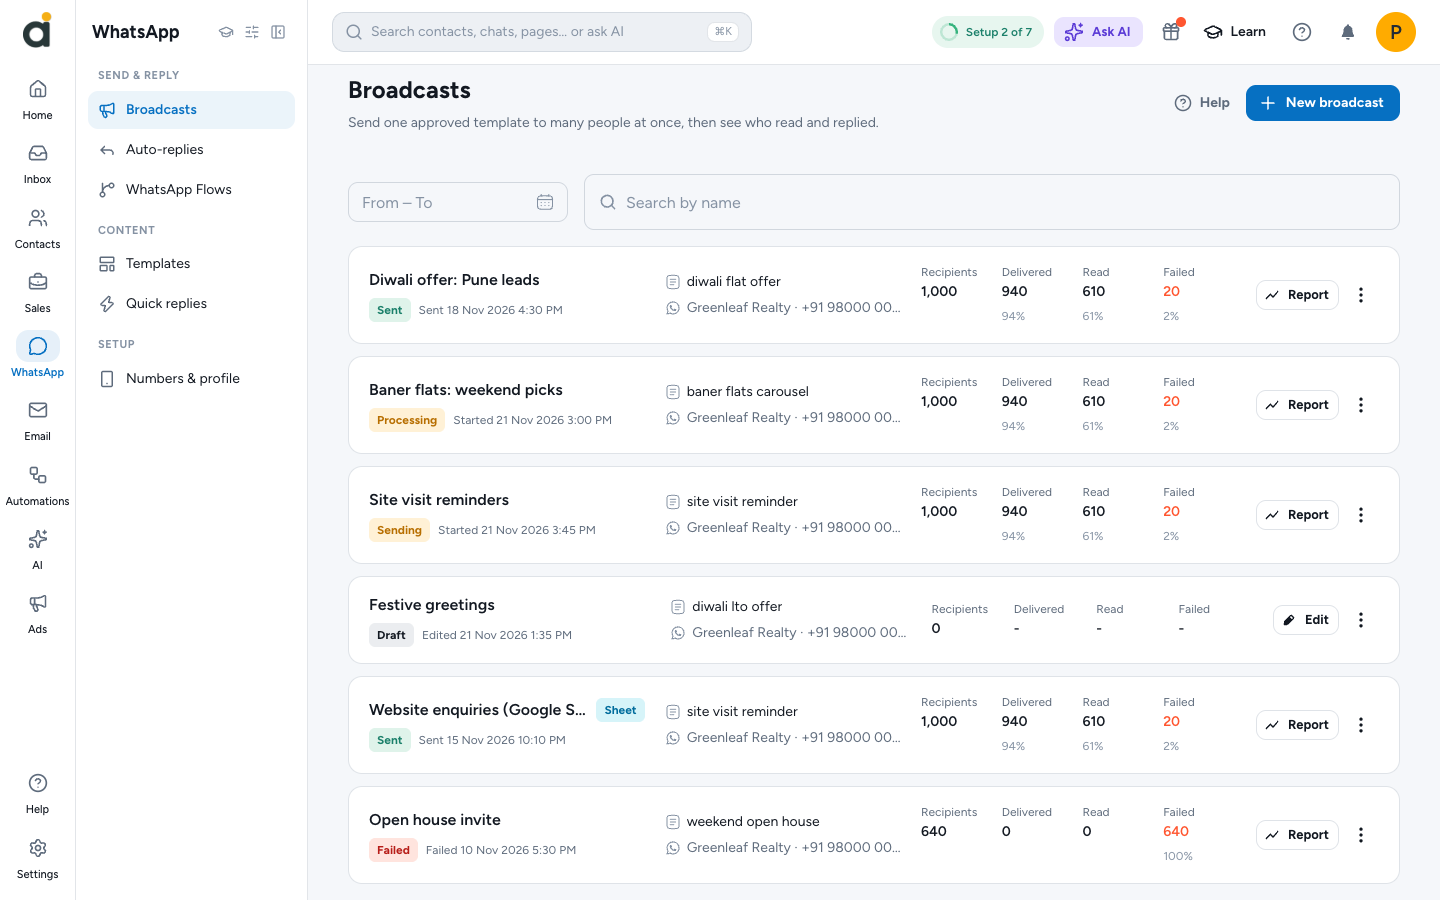 WhatsApp
Search contacts, chats, pages... or ask AI
⌘K
Setup 2 of 7
Ask AI
Learn
P
Home
Inbox
Contacts
Sales
WhatsApp
Email
Automations
AI
Ads
Help
Settings
SEND & REPLY
Broadcasts
Auto-replies
WhatsApp Flows
CONTENT
Templates
Quick replies
SETUP
Numbers & profile
Broadcasts
Send one approved template to many people at once, then see who read and replied.
Help
New broadcast
From – To
Search by name
Diwali offer: Pune leads
Sent Sent 18 Nov 2026 4:30 PM
diwali flat offer
Greenleaf Realty · +91 98000 00...
Recipients Delivered Read Failed
1,000 940 610 20
94% 61% 2%
Report
Baner flats: weekend picks
Processing Started 21 Nov 2026 3:00 PM
baner flats carousel
Greenleaf Realty · +91 98000 00...
Recipients Delivered Read Failed
1,000 940 610 20
94% 61% 2%
Report
Site visit reminders
Sending Started 21 Nov 2026 3:45 PM
site visit reminder
Greenleaf Realty · +91 98000 00...
Recipients Delivered Read Failed
1,000 940 610 20
94% 61% 2%
Report
Festive greetings
Draft Edited 21 Nov 2026 1:35 PM
diwali lto offer
Greenleaf Realty · +91 98000 00...
Recipients Delivered Read Failed
0 - - -
Edit
Website enquiries (Google S... Sheet
Sent Sent 15 Nov 2026 10:10 PM
site visit reminder
Greenleaf Realty · +91 98000 00...
Recipients Delivered Read Failed
1,000 940 610 20
94% 61% 2%
Report
Open house invite
Failed Failed 10 Nov 2026 5:30 PM
weekend open house
Greenleaf Realty · +91 98000 00...
Recipients Delivered Read Failed
640 0 0 640
100%
Report